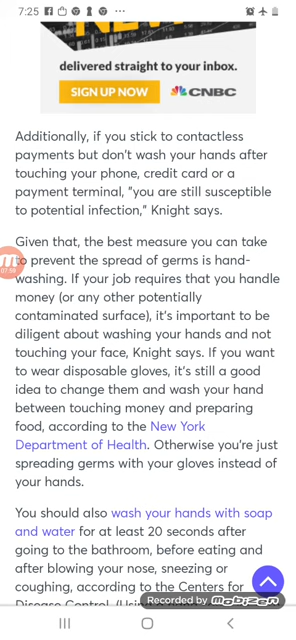 7:25
NEW
delivered straight to your inbox.
SIGN UP NOW
CNBC
Additionally, if you stick to contactless
payments but don't wash your hands after
touching your phone, credit card or a
payment terminal, "you are still susceptible
to potential infection," Knight says.
Given that, the best measure you can take
to prevent the spread of germs is hand-
washing. If your job requires that you handle
money (or any other potentially
contaminated surface), it's important to be
diligent about washing your hands and not
touching your face, Knight says. If you want
to wear disposable gloves, it's still a good
idea to change them and wash your hand
between touching money and preparing
food, according to the New York
Department of Health. Otherwise you're just
spreading germs with your gloves instead of
your hands.
You should also wash your hands with soap
and water for at least 20 seconds after
going to the bathroom, before eating and
after blowing your nose, sneezing or
coughing, according to the Centers for
Disease Control. (Using
Recorded by Mobizen